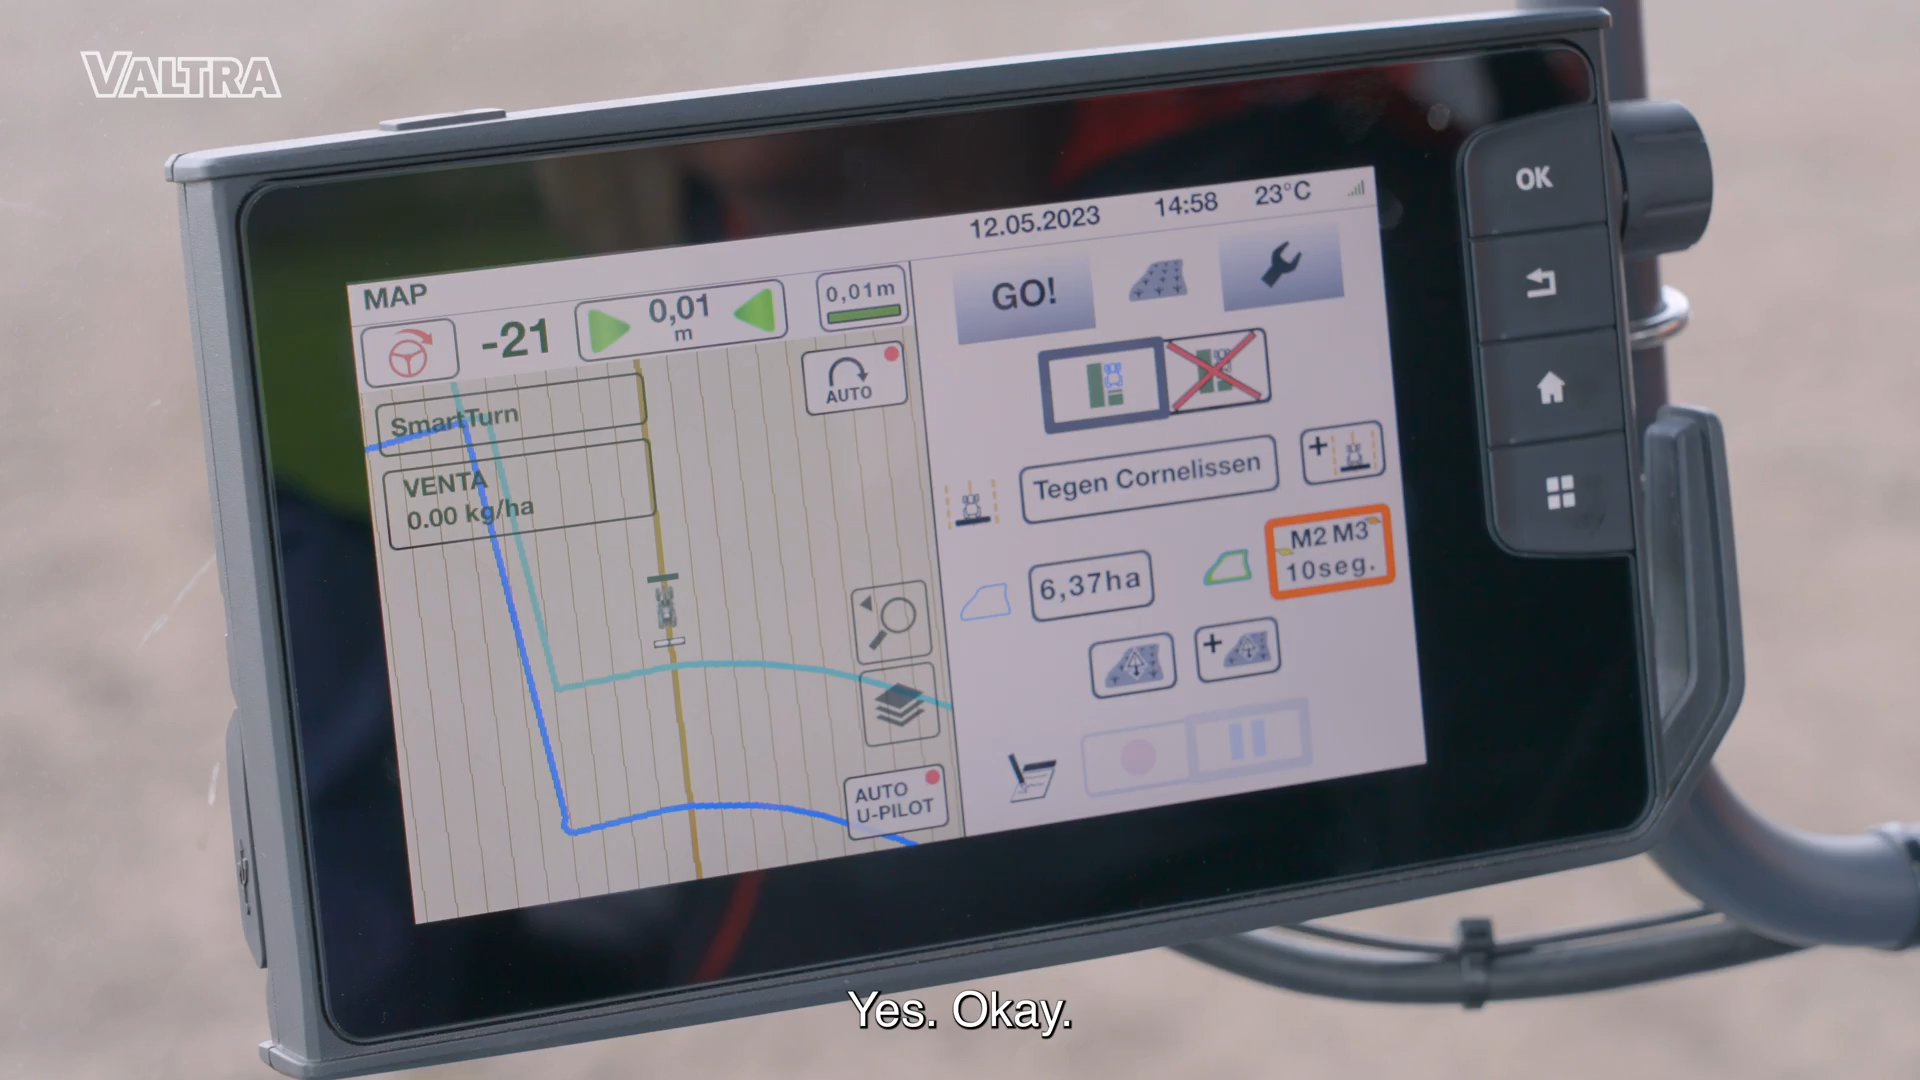 VALTRA
12.05.2023 14:58 23°C
MAP
-21
0,01
m
0,01m
AUTO
SmartTurn
VENTA
0.00 kg/ha
AUTO
U-PILOT
GO!
Tegen Cornelissen
+
6,37ha
M2 M3
10seg.
+
OK
Yes. Okay.